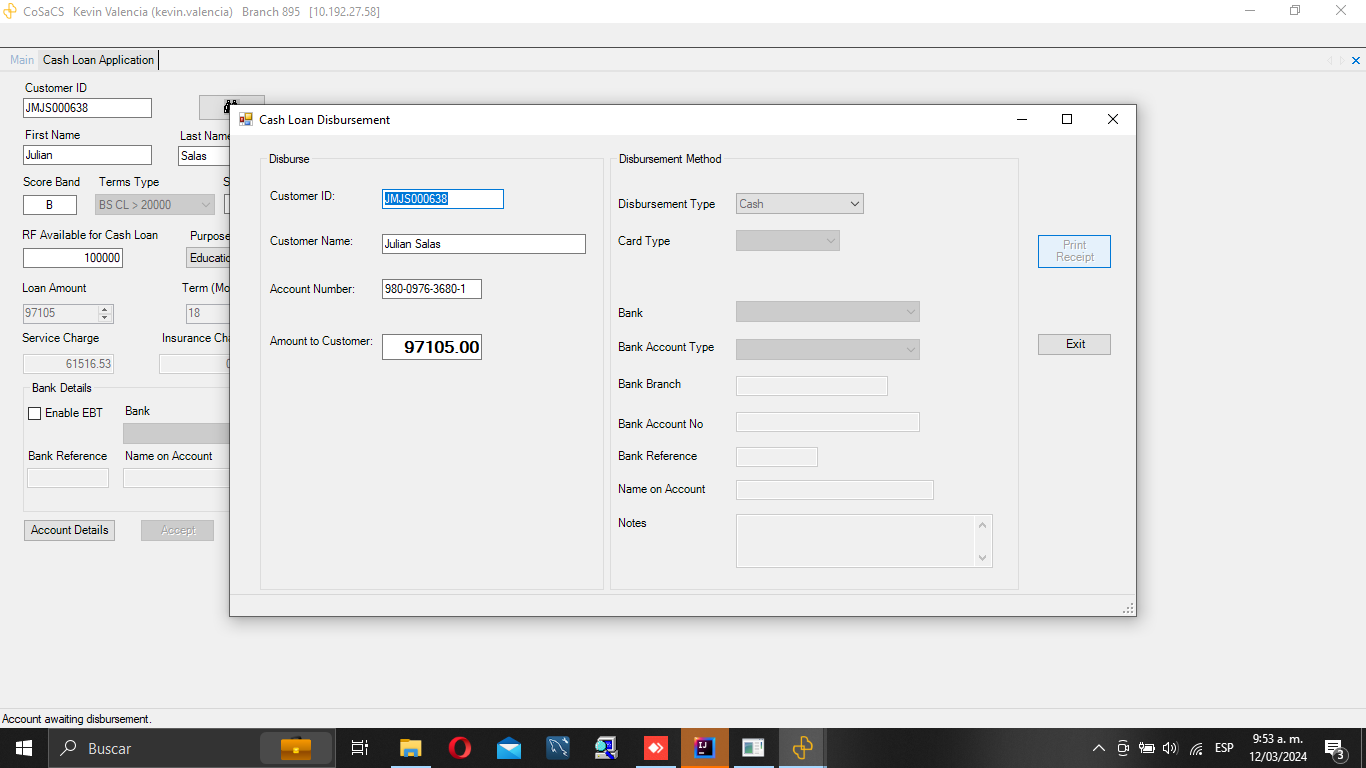 CoSaCS Kevin Valencia (kevin.valencia) Branch 895 [10.192.27.58]
Main Cash Loan Application
Customer ID
JMJS000638
First Name
Last Name
Julian
Salas
Score Band
Terms Type
S
B
BS CL > 20000
RF Available for Cash Loan
Purpose
100000
Educatio
Loan Amount
Term (Mo
97105
18
Service Charge
Insurance Cha
61516.53
Bank Details
Enable EBT
Bank
Bank Reference
Name on Account
Account Details
Accept
Cash Loan Disbursement
Disburse
Customer ID:
JMJS000638
Customer Name:
Julian Salas
Account Number:
980-0976-3680-1
Amount to Customer:
97105.00
Disbursement Method
Disbursement Type
Cash
Card Type
Bank
Bank Account Type
Bank Branch
Bank Account No
Bank Reference
Name on Account
Notes
Print
Receipt
Exit
Account awaiting disbursement.
Buscar
IJ
ESP
9:53 a. m.
12/03/2024
3